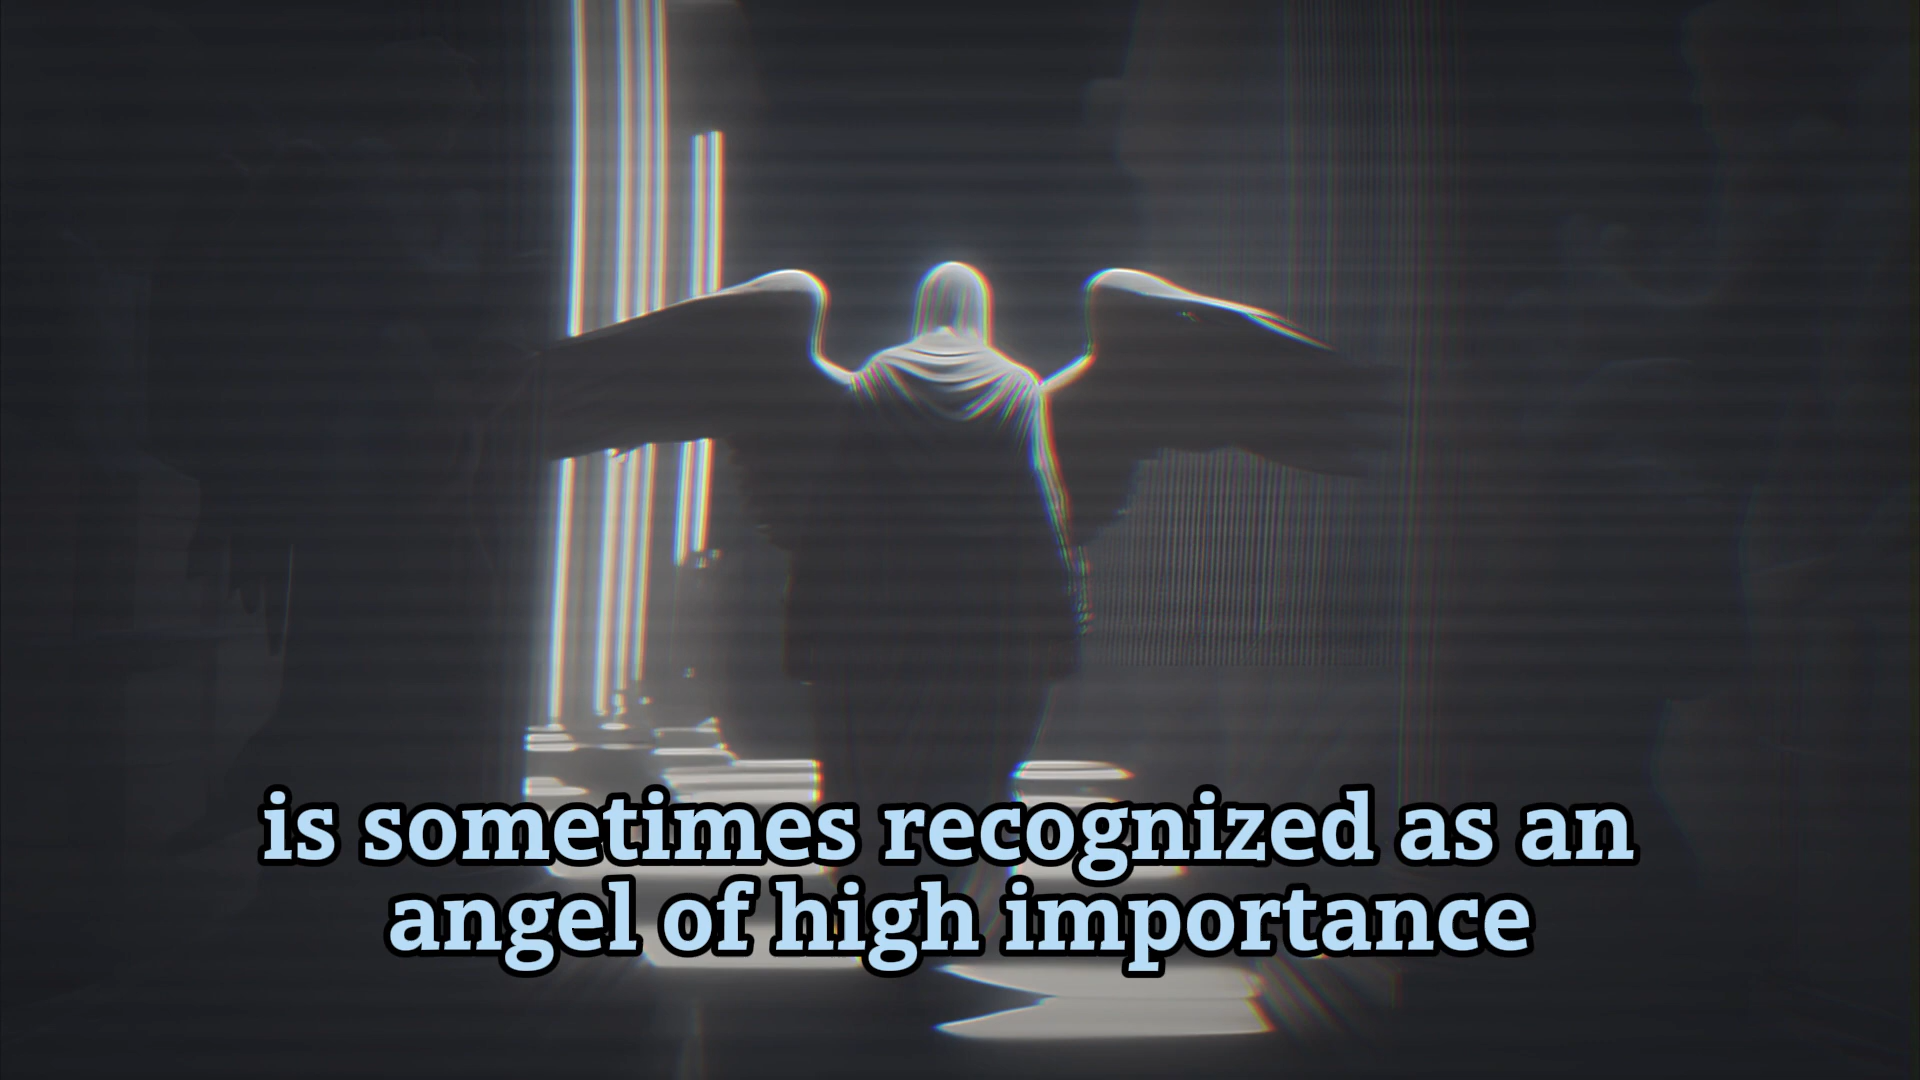 is sometimes recognized as an
angel of high importance